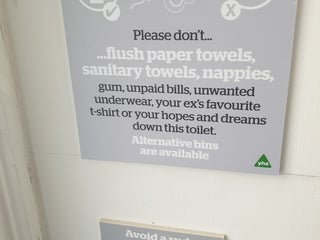 Please don't...
...flush paper towels,
sanitary towels, nappies,
gum, unpaid bills, unwanted
underwear, your ex's favourite
t-shirt or your hopes and dreams
down this toilet.
Alternative bins
are available
yha
Avoid a